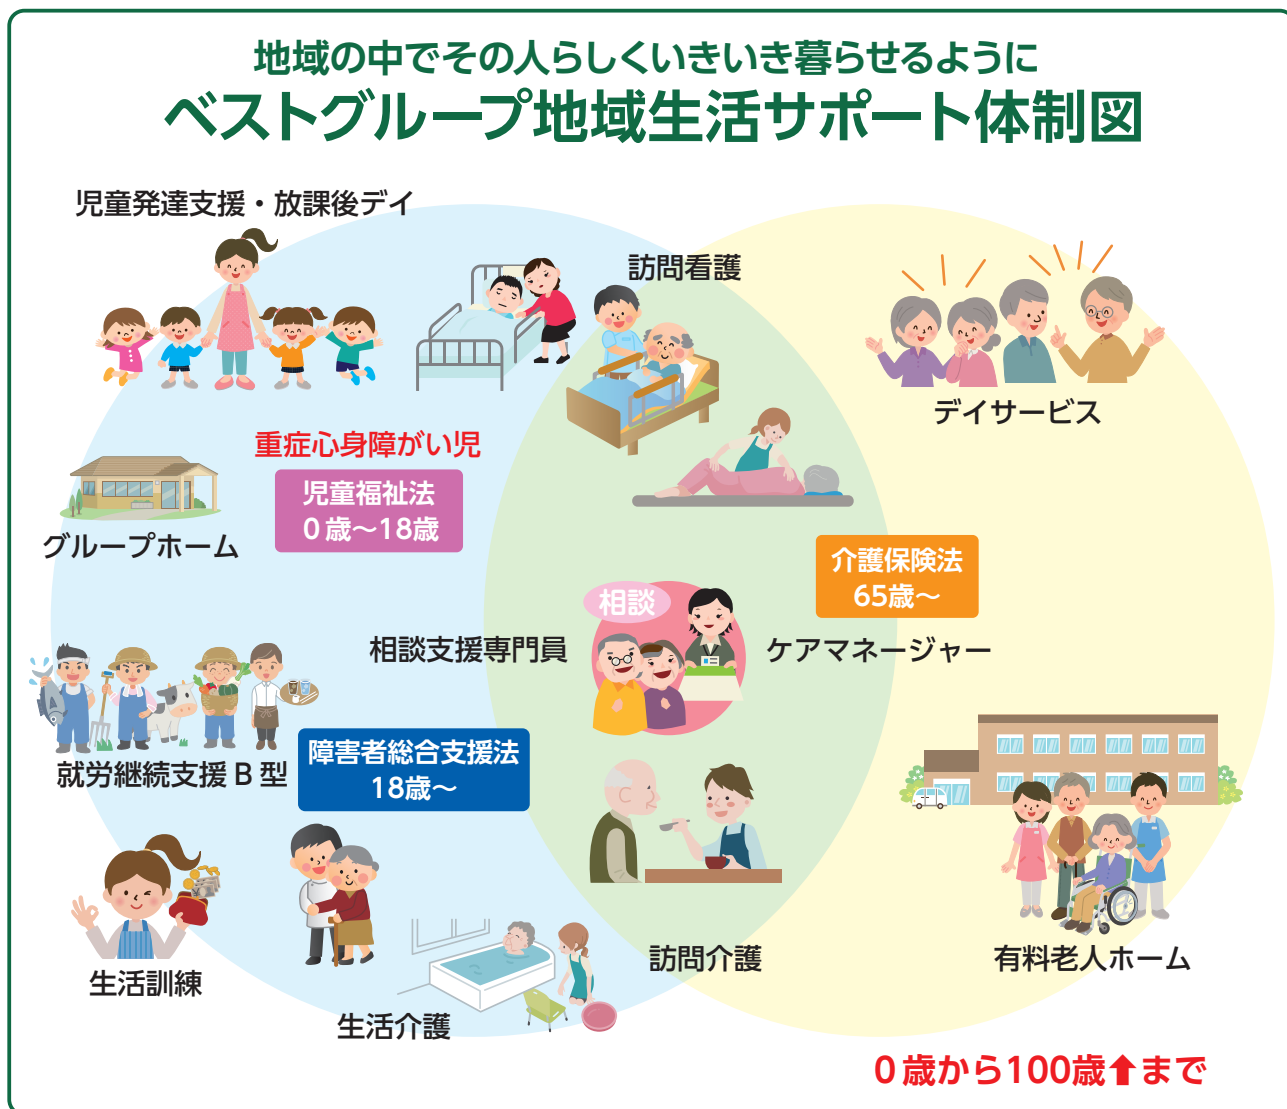 地域の中でその人らしくいきいき暮らせるように
ベストグループ地域生活サポート体制図
児童発達支援・放課後デイ
訪問看護
デイサービス
重症心身障がい児
児童福祉法
0歳〜18歳
グループホーム
介護保険法
65歳〜
相談
相談支援専門員
ケアマネージャー
障害者総合支援法
18歳〜
就労継続支援B型
訪問介護
有料老人ホーム
生活訓練
生活介護
0歳から100歳⬆まで